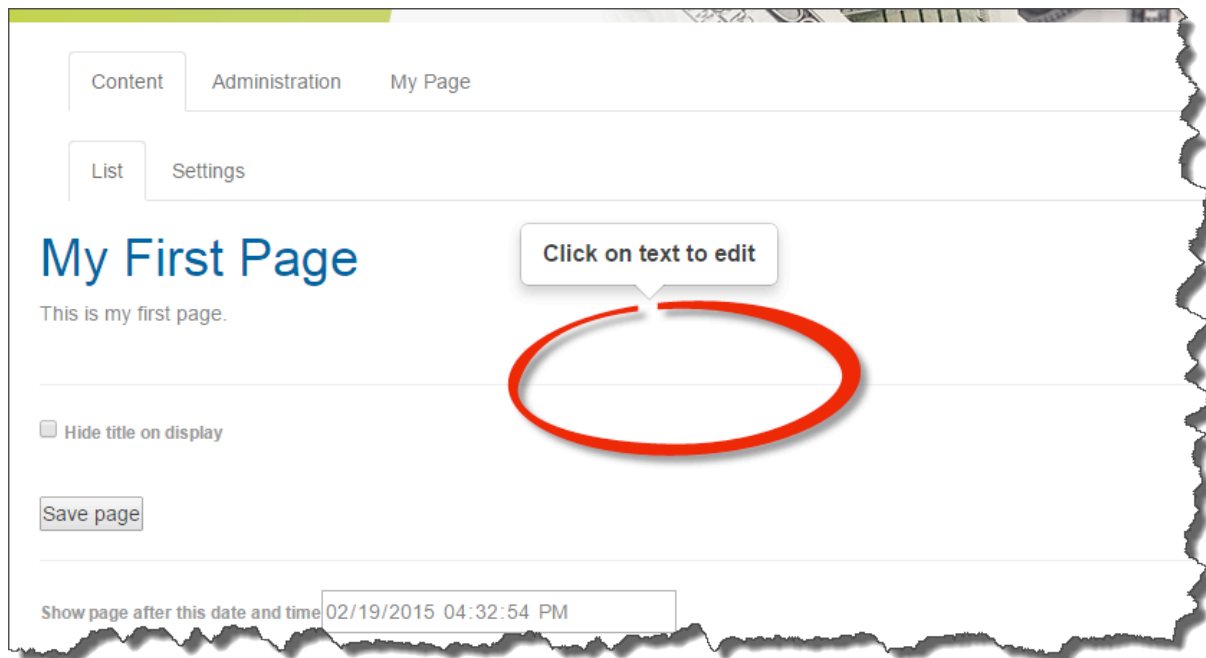 Content Administration My Page
List Settings
My First Page
Click on text to edit
This is my first page.
Hide title on display
Save page
Show page after this date and time 02/19/2015 04:32:54 PM